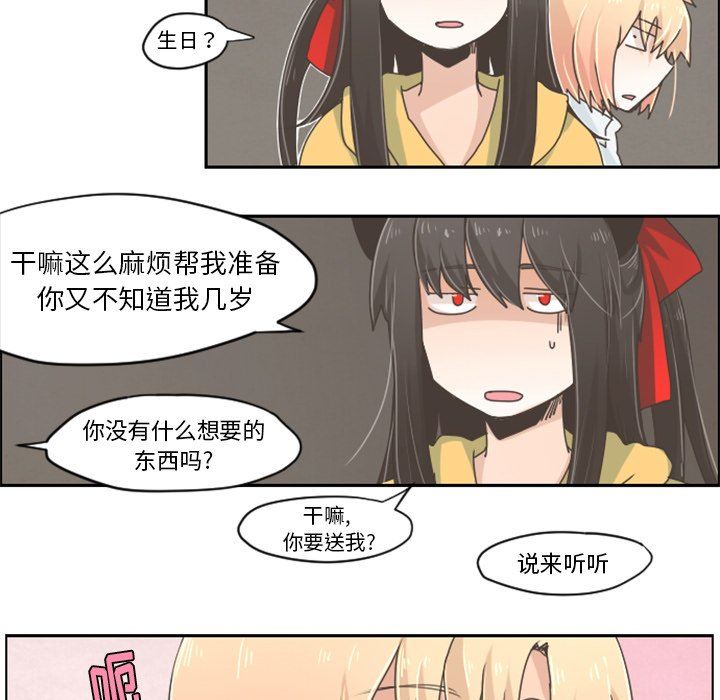 生日？
干嘛这么麻烦帮我准备
你又不知道我几岁
你没有什么想要的
东西吗?
干嘛,
你要送我?
说来听听
呃